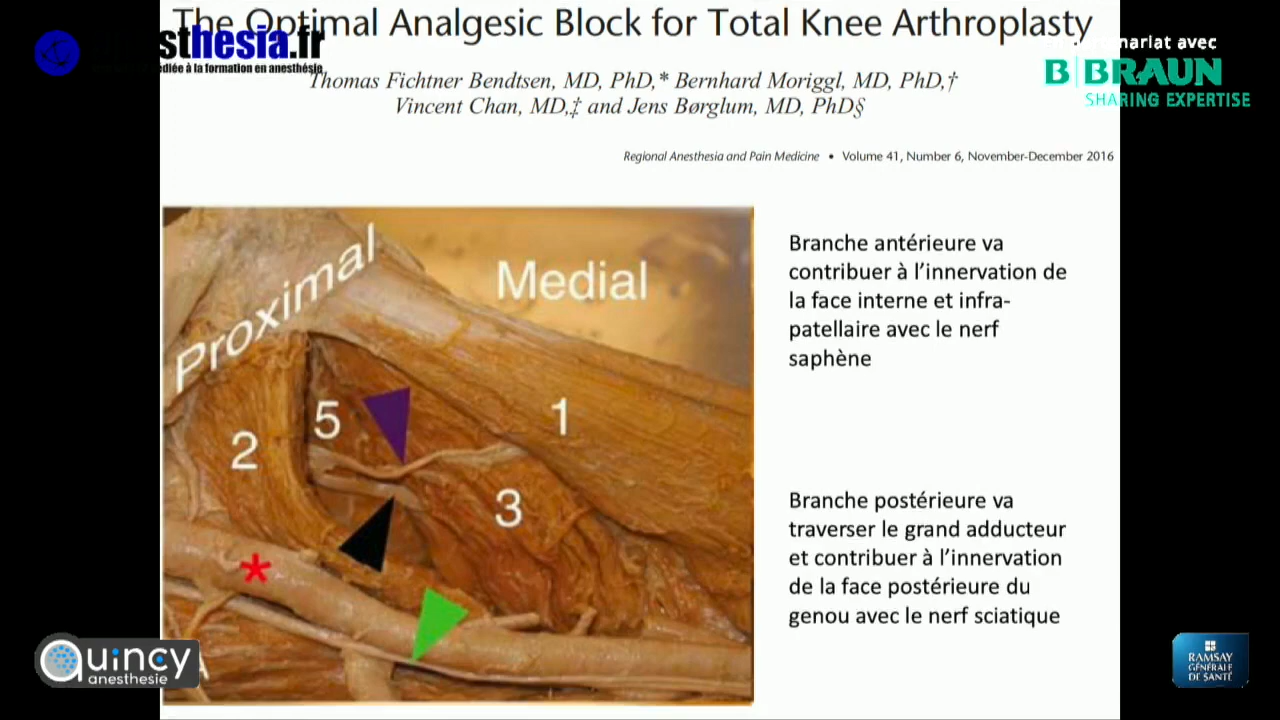 The Optimal Analgesic Block for Total Knee Arthroplasty
sthesia.fr
diée à la formation en anesthésie
partenariat avec
B | BRAUN
SHARING EXPERTISE
Thomas Fichtner Bendtsen, MD, PhD,* Bernhard Moriggl, MD, PhD,†
Vincent Chan, MD,‡ and Jens Børglum, MD, PhD§
Regional Anesthesia and Pain Medicine • Volume 41, Number 6, November-December 2016
Proximal
Medial
5
1
2
3
*
A
Branche antérieure va
contribuer à l’innervation de
la face interne et infra-
patellaire avec le nerf
saphène
Branche postérieure va
traverser le grand adducteur
et contribuer à l’innervation
de la face postérieure du
genou avec le nerf sciatique
Quincy
anesthesie
RAMSAY
GÉNÉRALE
DE SANTÉ